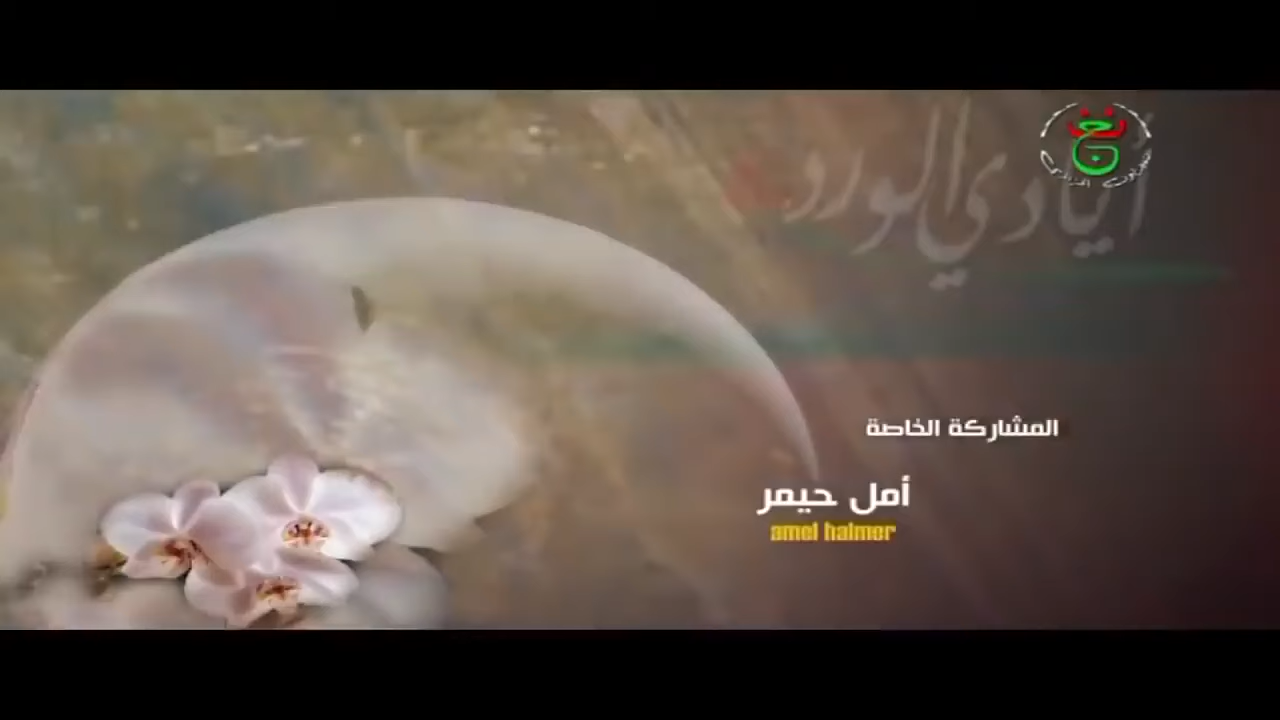 أيادي الورد
المشاركة الخاصة
أمل حيمر
amel haimer